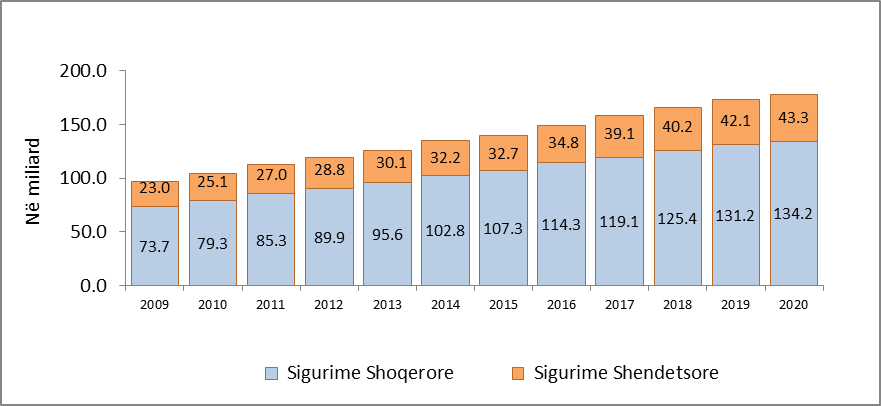 200.0
150.0
100.0
50.0
0.0
Në miliard
23.0 25.1 27.0 28.8 30.1 32.2 32.7 34.8 39.1 40.2 42.1 43.3
73.7 79.3 85.3 89.9 95.6 102.8 107.3 114.3 119.1 125.4 131.2 134.2
2009 2010 2011 2012 2013 2014 2015 2016 2017 2018 2019 2020
Sigurime Shoqerore Sigurime Shendetsore